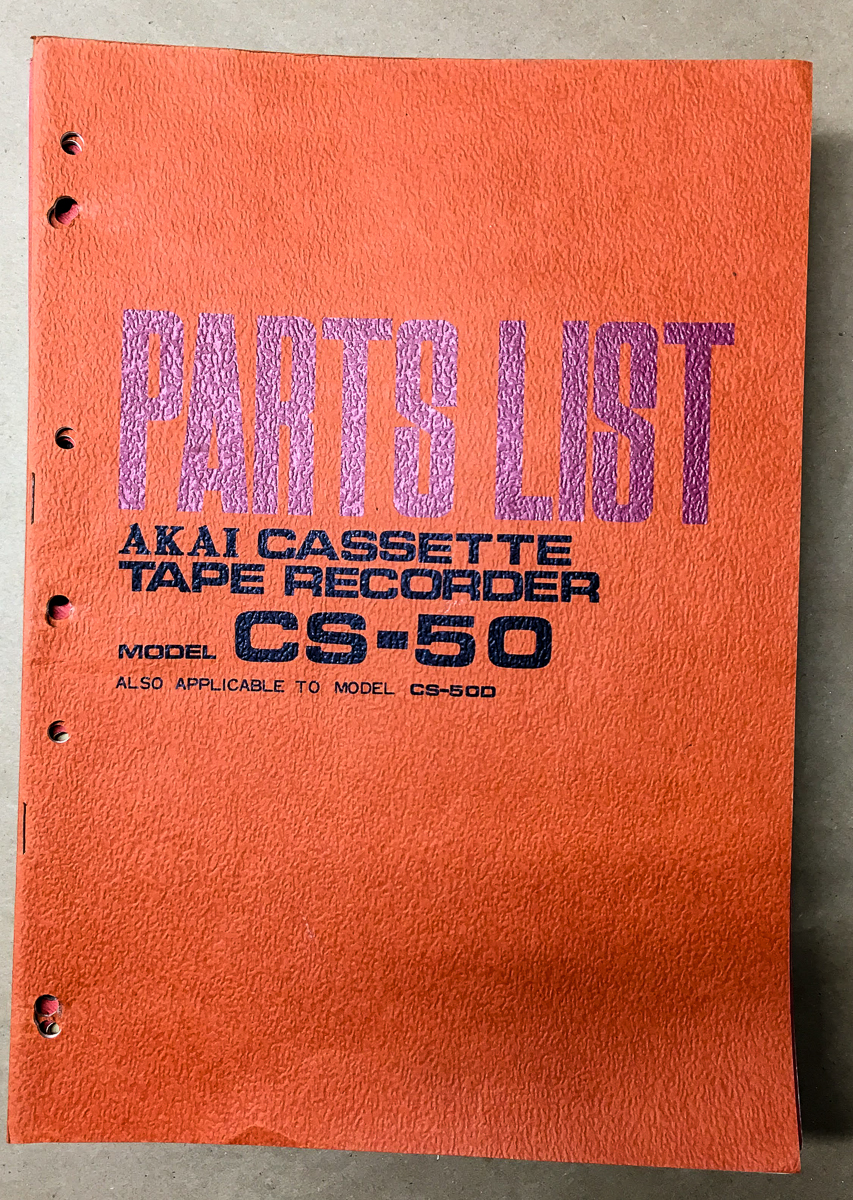 PARTS LIST
AKAI CASSETTE
TAPE RECORDER
MODEL CS-50
ALSO APPLICABLE TO MODEL CS-50D